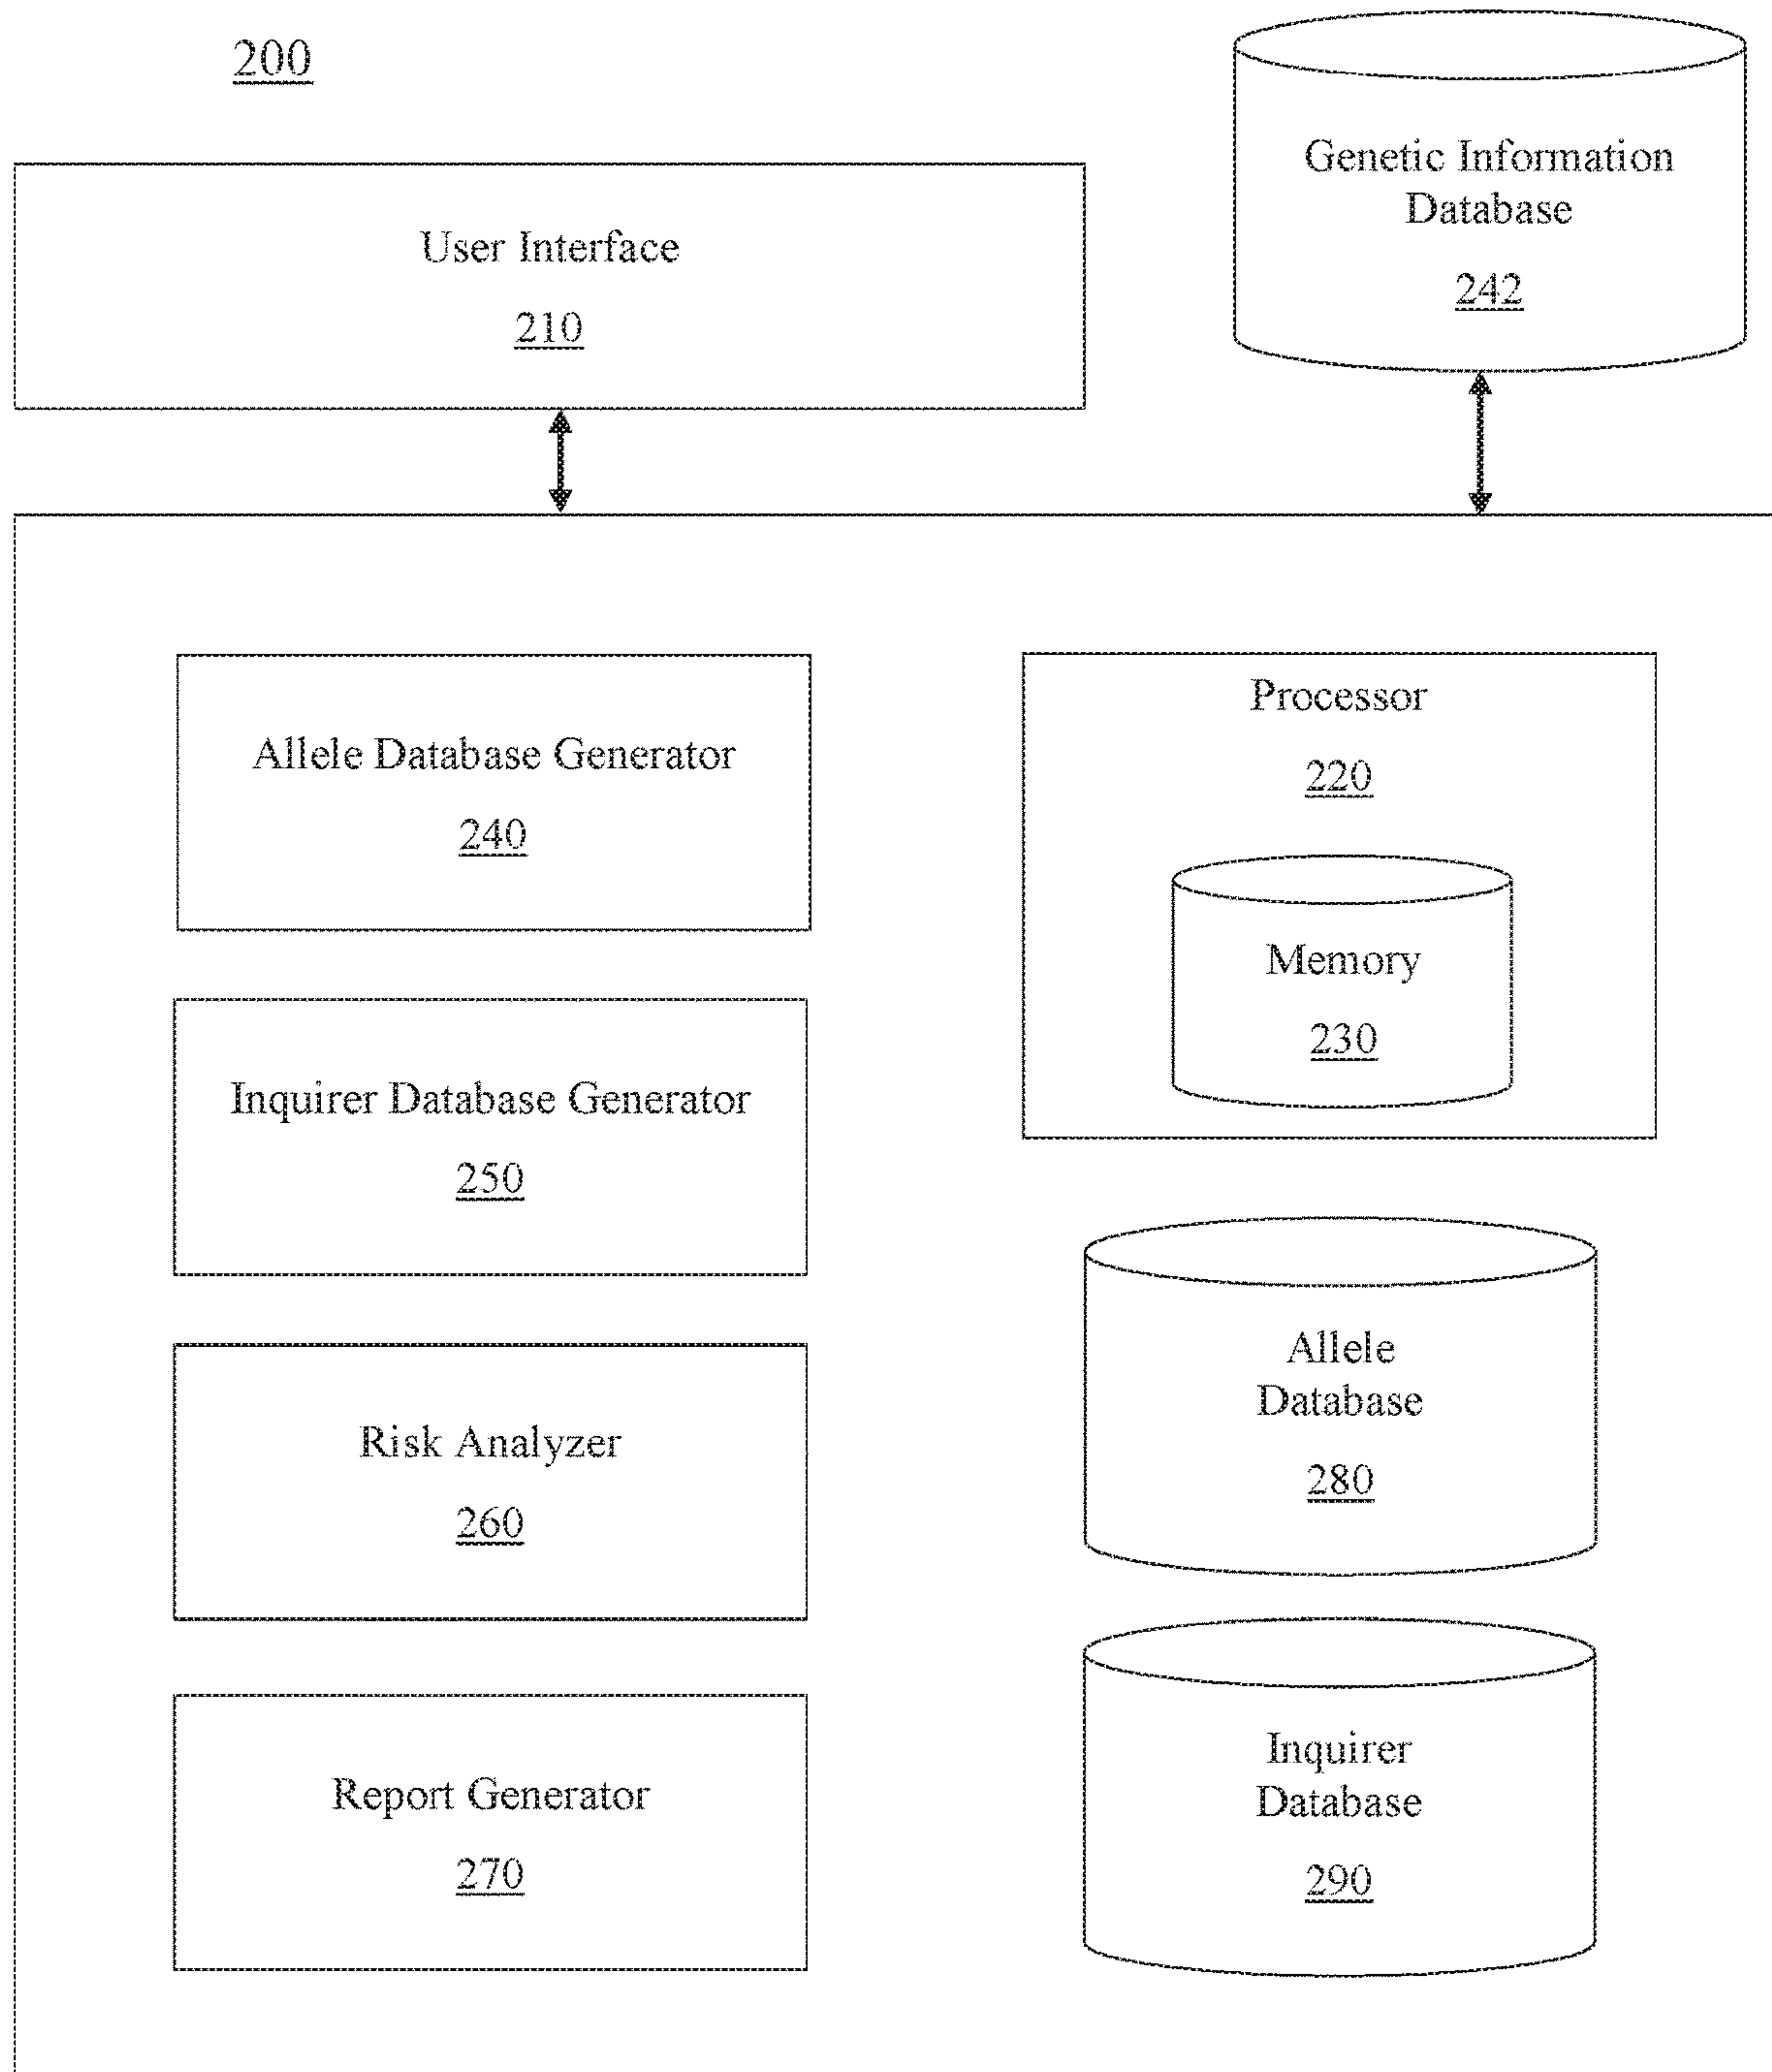 200
Genetic Information
Database
242
User Interface
210
Allele Database Generator
240
Processor
220
Memory
230
Inquirer Database Generator
250
Allele
Database
280
Risk Analyzer
260
Inquirer
Database
290
Report Generator
270